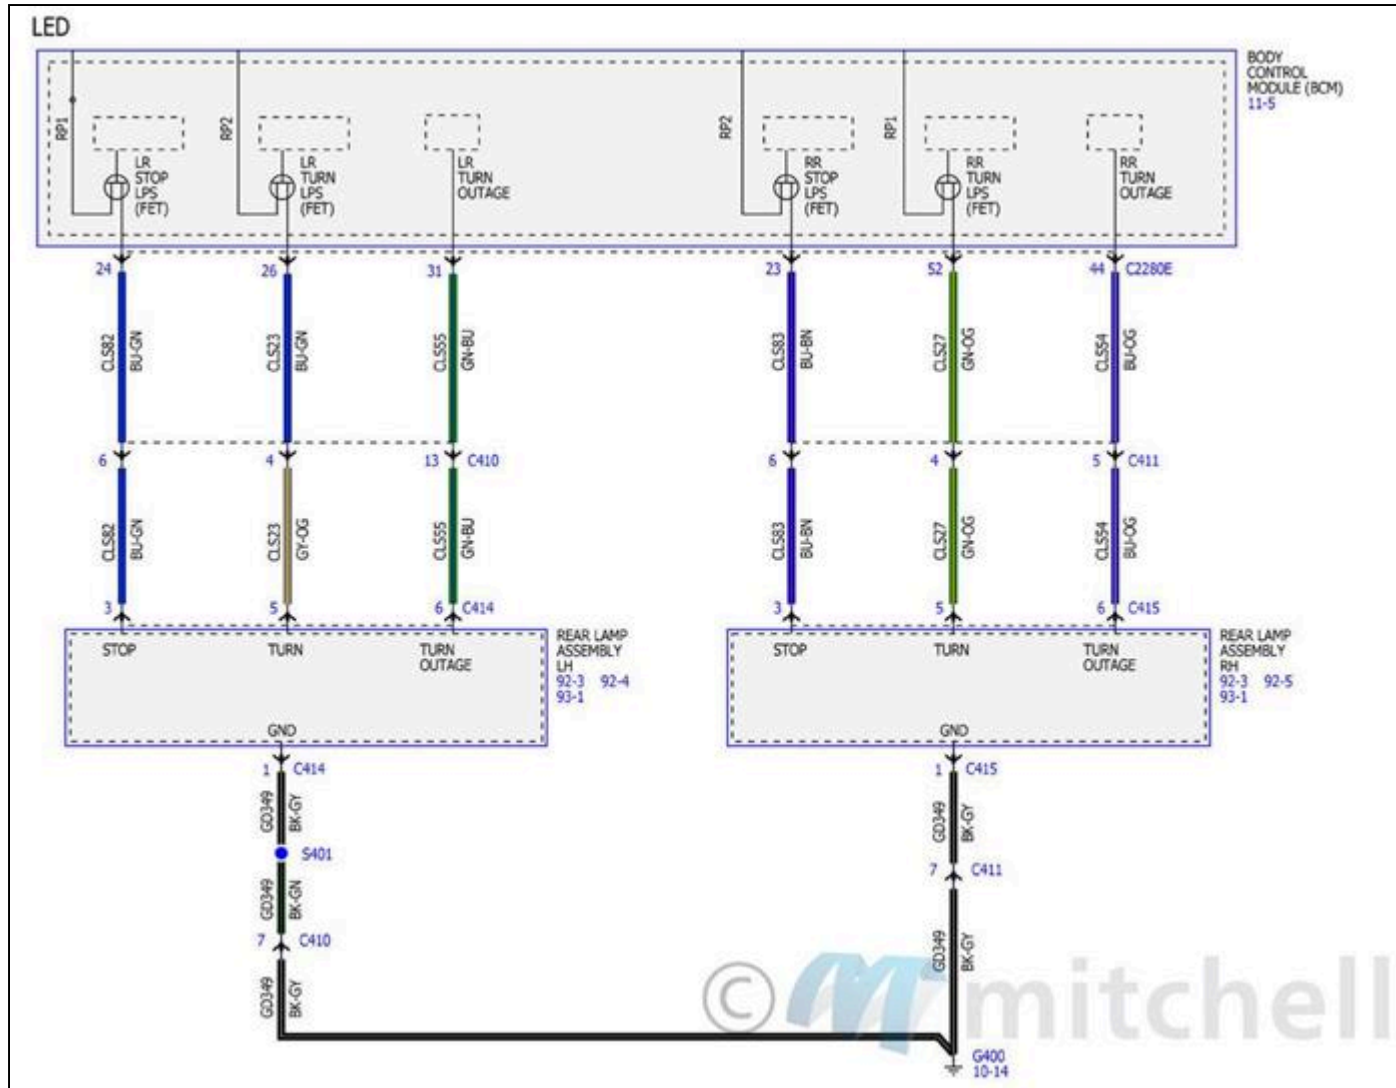 LED
BODY
CONTROL
MODULE (BCM)
11-5
RP1
LR
STOP
LPS
(FET)
RP2
LR
TURN
LPS
(FET)
LR
TURN
OUTAGE
RP2
RR
STOP
LPS
(FET)
RP1
RR
TURN
LPS
(FET)
RR
TURN
OUTAGE
24 26 31 23 52 44 C2280E
CLS82 BU-GN
CLS23 BU-GN
CLS55 GN-BU
CLS83 BU-BN
CLS27 GN-OG
CLS54 BU-OG
6 4 13 C410 6 4 5 C411
CLS82 BU-GN
CLS23 GY-OG
CLS55 GN-BU
CLS83 BU-BN
CLS27 GN-OG
CLS54 BU-OG
3 5 6 C414 3 5 6 C415
STOP
TURN
TURN
OUTAGE
GND
REAR LAMP
ASSEMBLY
LH
92-3 92-4
93-1
STOP
TURN
TURN
OUTAGE
GND
REAR LAMP
ASSEMBLY
RH
92-3 92-5
93-1
1 C414
GD349 BK-GY
S401
GD349 BK-GN
7 C410
GD349 BK-GY
1 C415
GD349 BK-GY
7 C411
GD349 BK-GY
G400
10-14
© M mitchell